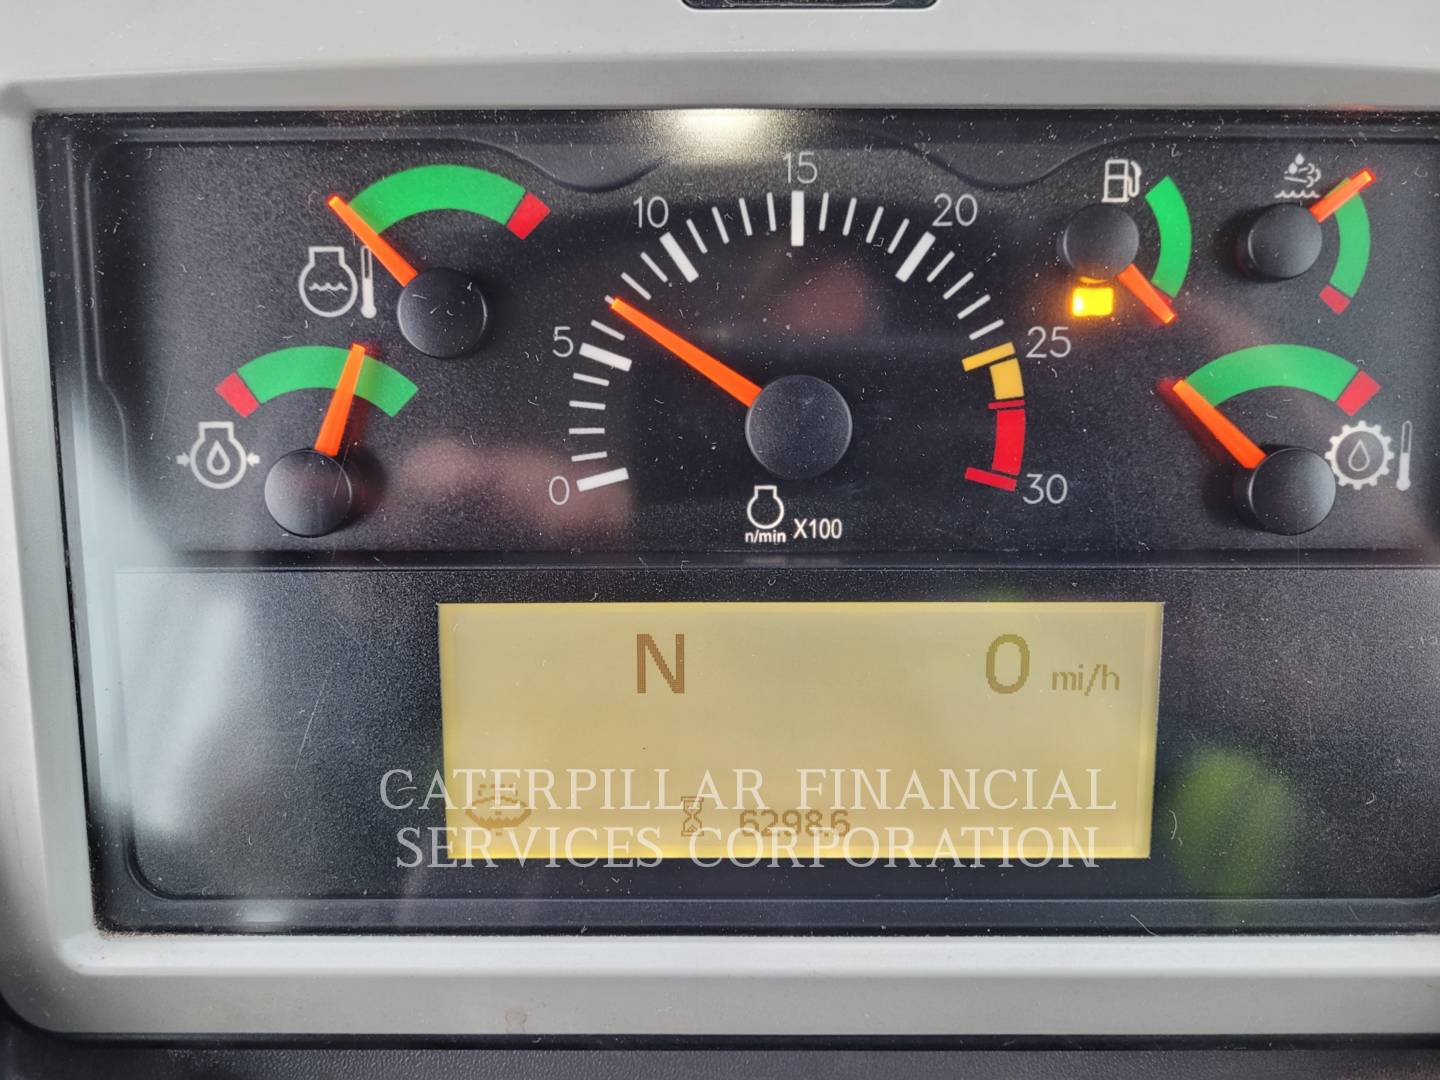 15
10 20
5 25
0 30
n/min X100
N 0 mi/h
6298.6
CATERPILLAR FINANCIAL
SERVICES CORPORATION